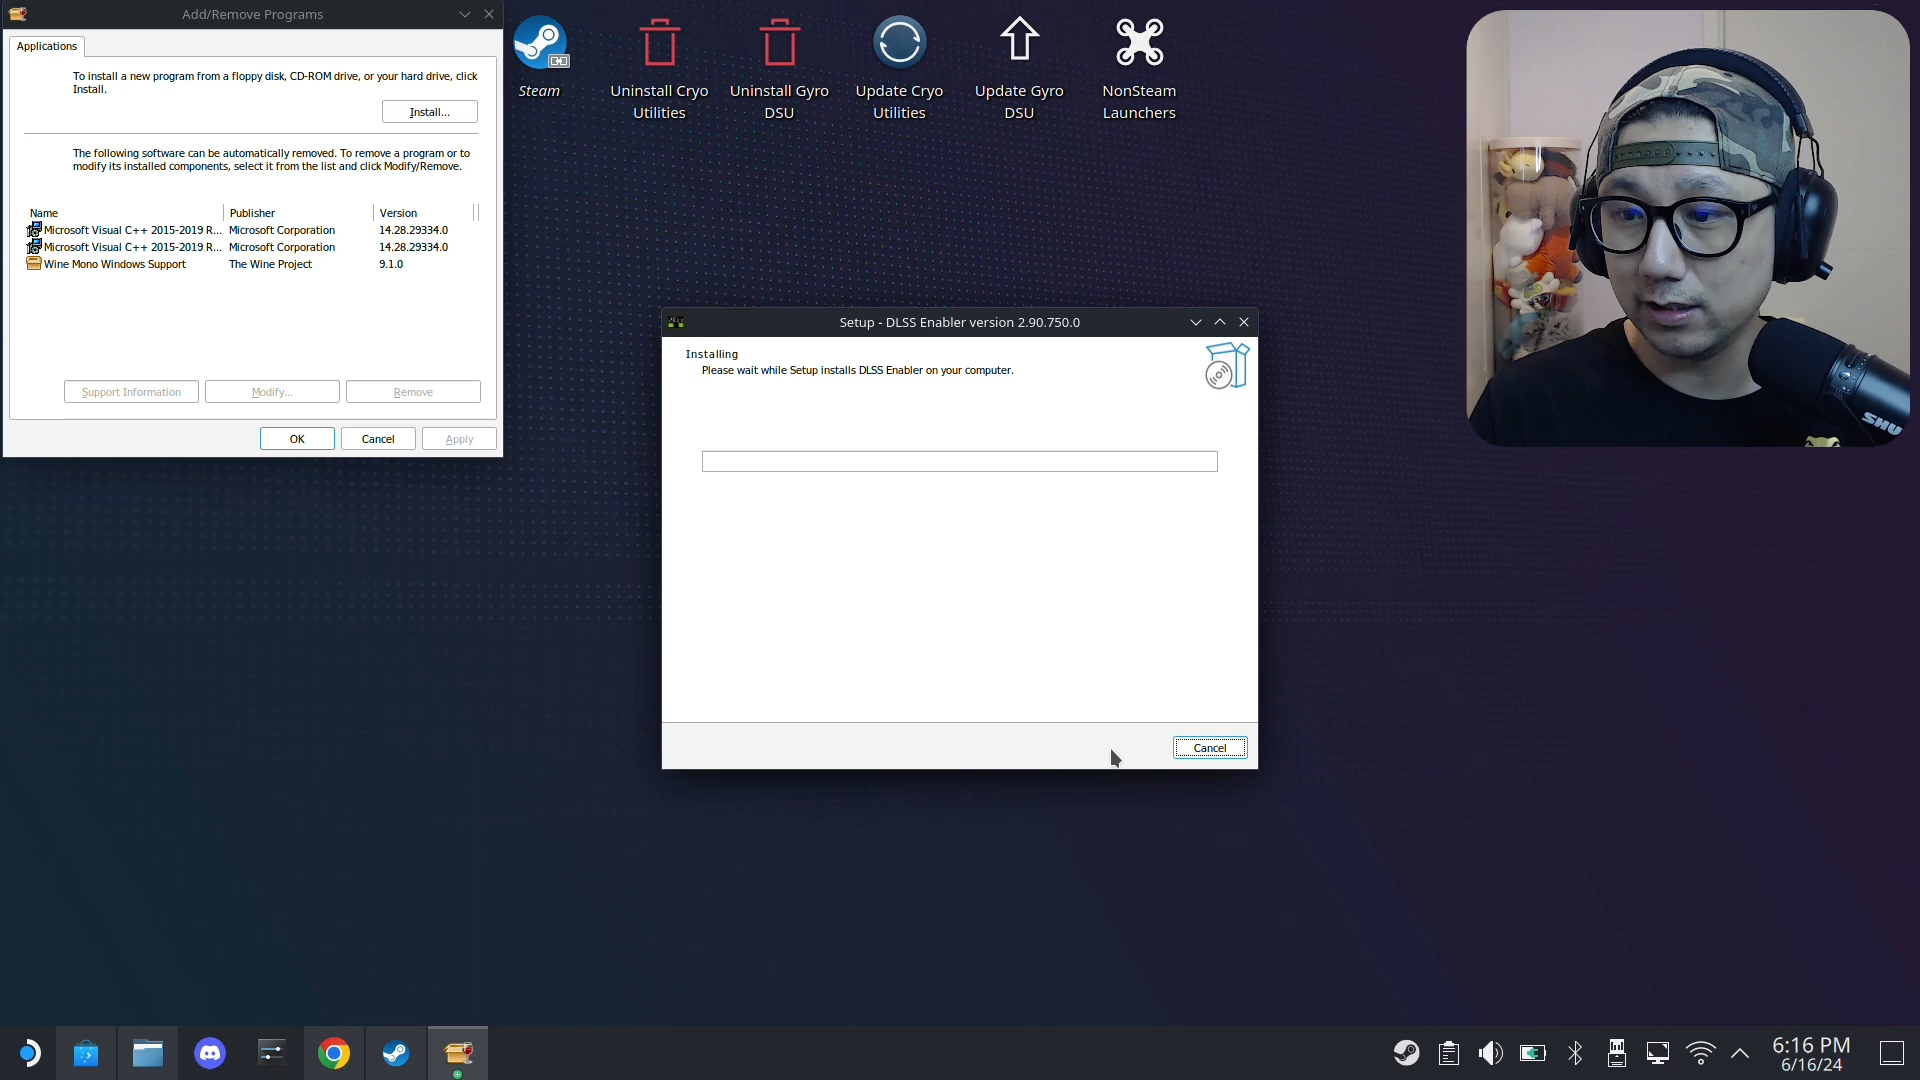 Add/Remove Programs
Applications
To install a new program from a floppy disk, CD-ROM drive, or your hard drive, click
Install.
Install...
The following software can be automatically removed. To remove a program or to
modify its installed components, select it from the list and click Modify/Remove.
Name Publisher Version
Microsoft Visual C++ 2015-2019 R... Microsoft Corporation 14.28.29334.0
Microsoft Visual C++ 2015-2019 R... Microsoft Corporation 14.28.29334.0
Wine Mono Windows Support The Wine Project 9.1.0
Support Information Modify... Remove
OK Cancel Apply
Steam
Uninstall Cryo
Utilities
Uninstall Gyro
DSU
Update Cryo
Utilities
Update Gyro
DSU
NonSteam
Launchers
Setup - DLSS Enabler version 2.90.750.0
Installing
Please wait while Setup installs DLSS Enabler on your computer.
Cancel
SHU
6:16 PM
6/16/24